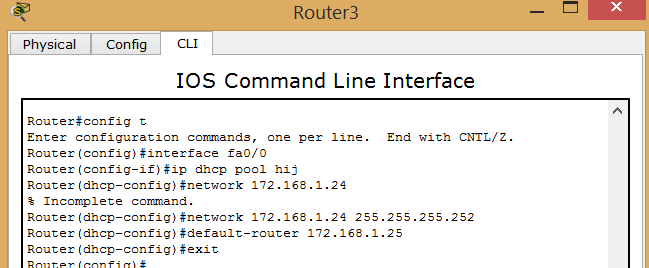 Router3
Physical Config CLI
IOS Command Line Interface
Router#config t
Enter configuration commands, one per line.  End with CNTL/Z.
Router(config)#interface fa0/0
Router(config-if)#ip dhcp pool hij
Router(dhcp-config)#network 172.168.1.24
% Incomplete command.
Router(dhcp-config)#network 172.168.1.24 255.255.255.252
Router(dhcp-config)#default-router 172.168.1.25
Router(dhcp-config)#exit
Router(config)#